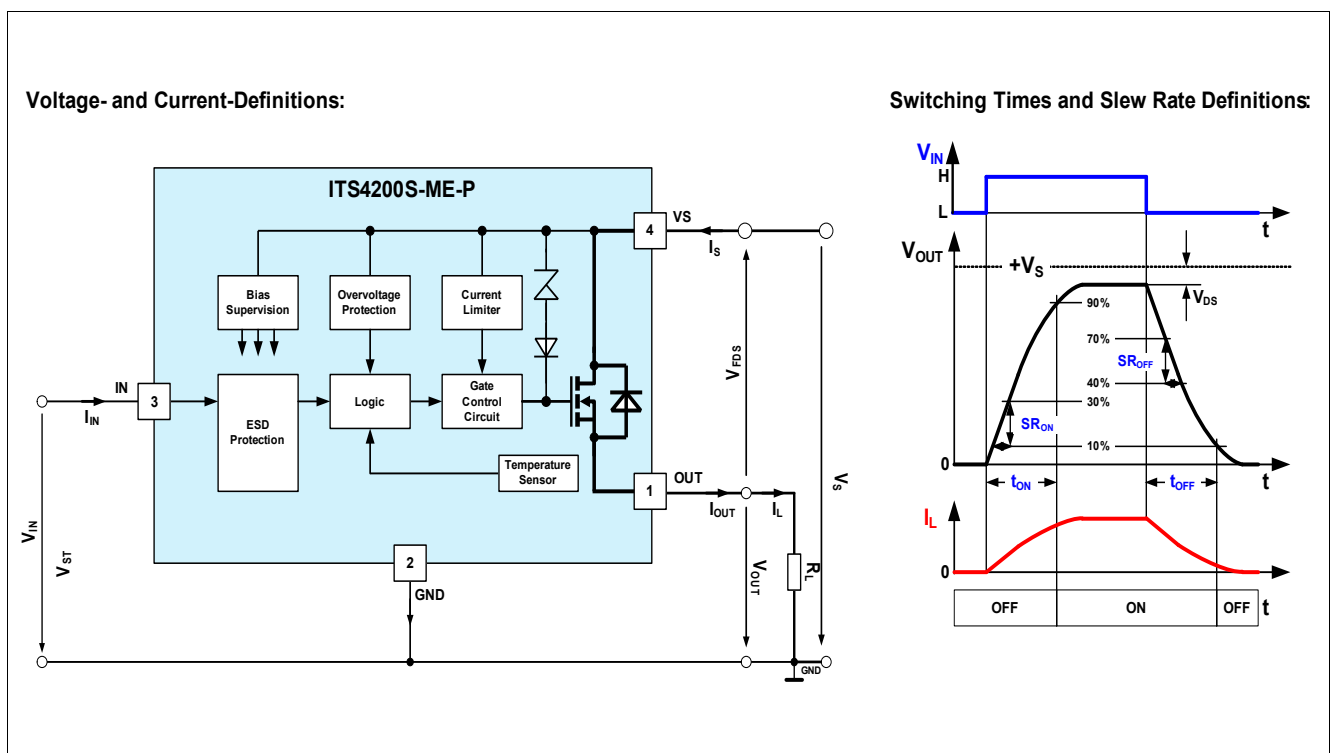 Voltage- and Current-Definitions:
ITS4200S-ME-P
VS
4
I_S
Bias
Supervision
Overvoltage
Protection
Current
Limiter
V_FDS
IN
3
I_IN
ESD
Protection
Logic
Gate
Control
Circuit
Temperature
Sensor
OUT
1
I_OUT
I_L
V_S
V_IN
V_ST
2
GND
V_OUT
R_L
GND
Switching Times and Slew Rate Definitions:
V_IN
H
L
t
V_OUT
+V_S
V_DS
90%
70%
SR_OFF
40%
30%
SR_ON
10%
0
t_ON
t_OFF
t
I_L
0
OFF
ON
OFF
t